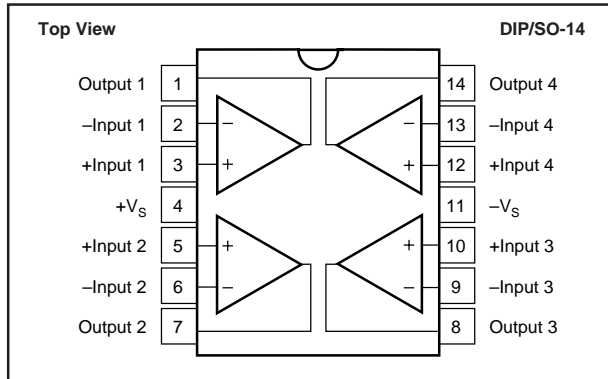 Top View DIP/SO-14
Output 1 1 14 Output 4
–Input 1 2 – – 13 –Input 4
+Input 1 3 + + 12 +Input 4
+VS 4 11 –VS
+Input 2 5 + + 10 +Input 3
–Input 2 6 – – 9 –Input 3
Output 2 7 8 Output 3